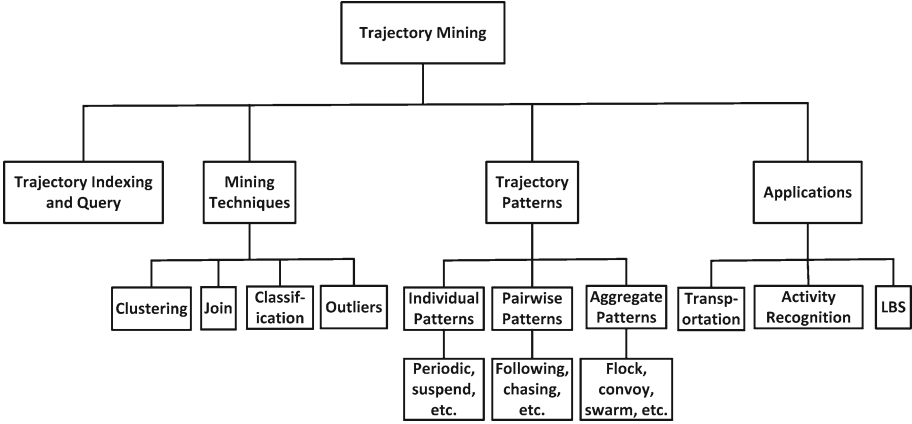 Trajectory Mining
Trajectory Indexing
and Query
Mining
Techniques
Trajectory
Patterns
Applications
Clustering
Join
Classif-
ication
Outliers
Individual
Patterns
Pairwise
Patterns
Aggregate
Patterns
Transp-
ortation
Activity
Recognition
LBS
Periodic,
suspend,
etc.
Following,
chasing,
etc.
Flock,
convoy,
swarm, etc.